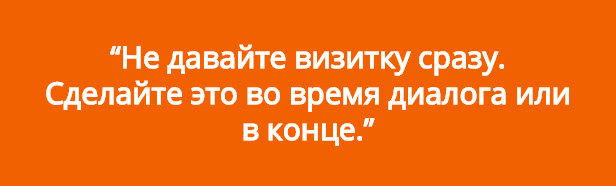 “Не давайте визитку сразу.
Сделайте это во время диалога или
в конце.”